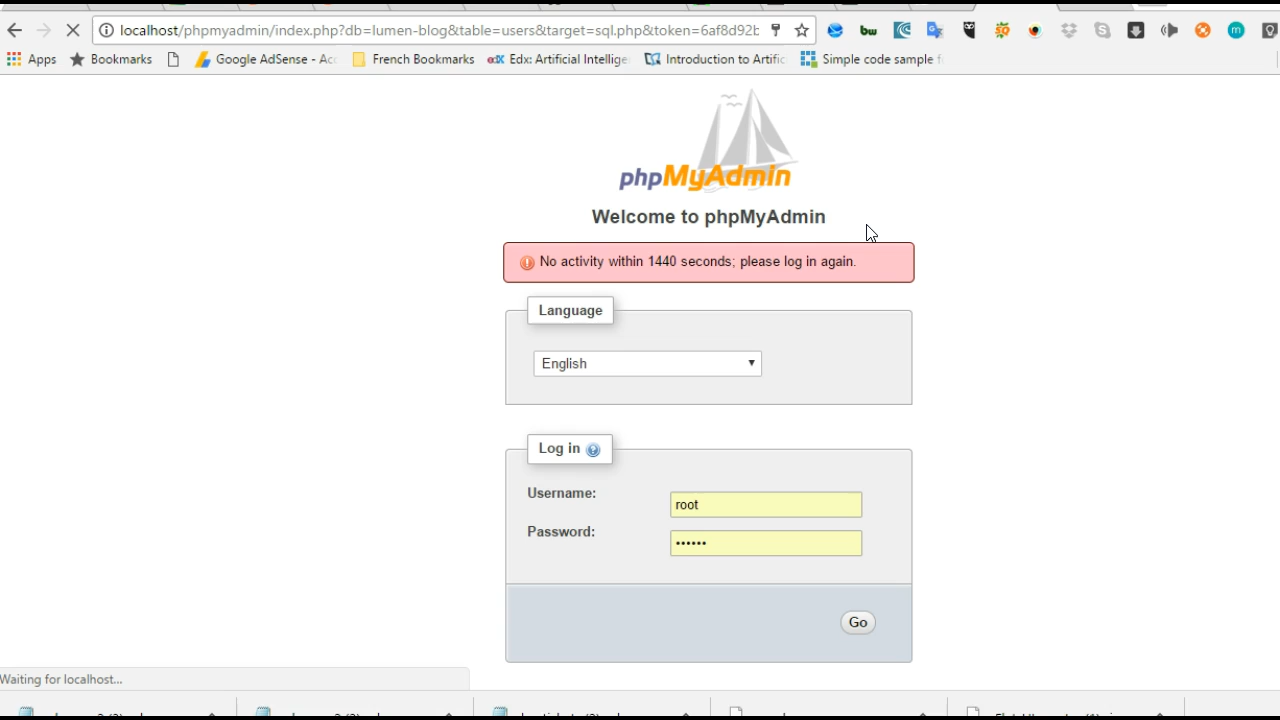 localhost/phpmyadmin/index.php?db=lumen-blog&table=users&target=sql.php&token=6af8d92b
Apps Bookmarks Google AdSense - Acc French Bookmarks edX Edx: Artificial Intellige Introduction to Artific Simple code sample f
phpMyAdmin
Welcome to phpMyAdmin
No activity within 1440 seconds; please log in again.
Language
English
Log in
Username:
root
Password:
••••••
Go
Waiting for localhost...